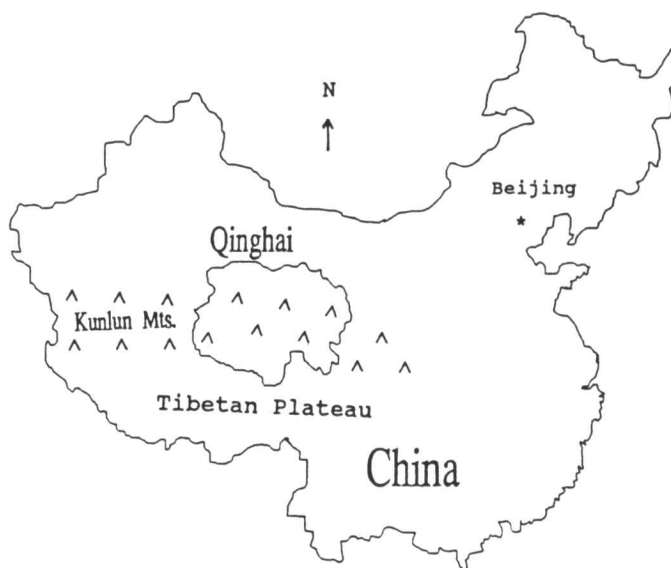 N
Beijing
*
Qinghai
Kunlun Mts.
Tibetan Plateau
China